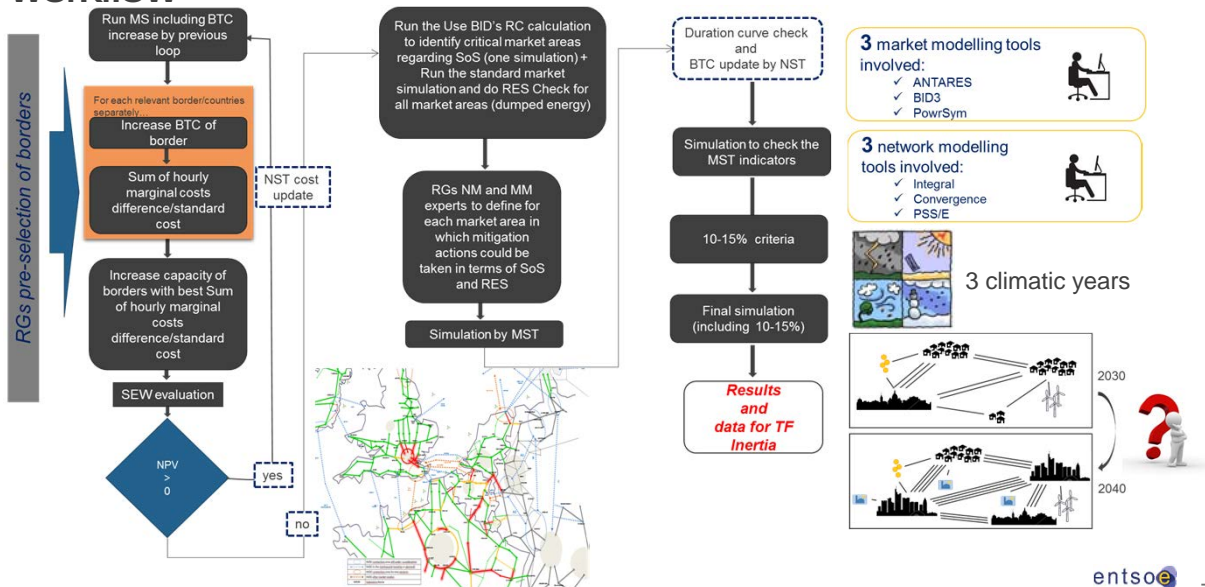 RGs pre-selection of borders
Run MS including BTC
increase by previous
loop
For each relevant border/countries
separately…
Increase BTC of
border
Sum of hourly
marginal costs
difference/standard
cost
Increase capacity of
borders with best Sum
of hourly marginal
costs
difference/standard
cost
SEW evaluation
NPV
>
0
yes
no
NST cost
update
Run the Use BID's RC calculation
to identify critical market areas
regarding SoS (one simulation) +
Run the standard market
simulation and do RES Check for
all market areas (dumped energy)
RGs NM and MM
experts to define for
each market area in
which mitigation
actions could be
taken in terms of SoS
and RES
Simulation by MST
Duration curve check
and
BTC update by NST
Simulation to check the
MST indicators
10-15% criteria
Final simulation
(including 10-15%)
Results
and
data for TF
Inertia
3 market modelling tools
involved:
✓ ANTARES
✓ BID3
✓ PowrSym
3 network modelling
tools involved:
✓ Integral
✓ Convergence
✓ PSS/E
3 climatic years
2030
2040
entsoe